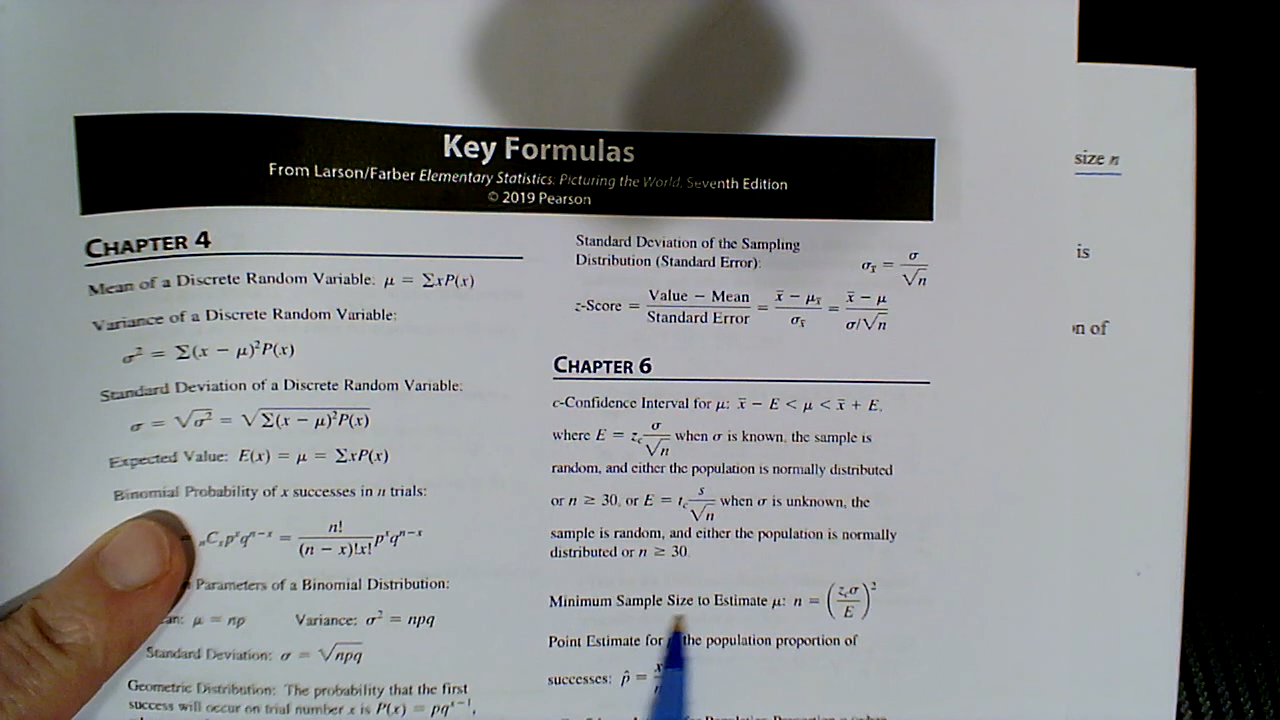 Key Formulas
From Larson/Farber Elementary Statistics: Picturing the World, Seventh Edition
© 2019 Pearson
CHAPTER 4
Mean of a Discrete Random Variable: μ = ΣxP(x)
Variance of a Discrete Random Variable:
σ² = Σ(x − μ)²P(x)
Standard Deviation of a Discrete Random Variable:
σ = √σ² = √Σ(x − μ)²P(x)
Expected Value: E(x) = μ = ΣxP(x)
Binomial Probability of x successes in n trials:
= ₙCₓpˣqⁿ⁻ˣ = n!/((n − x)!x!) pˣqⁿ⁻ˣ
Parameters of a Binomial Distribution:
μ = np Variance: σ² = npq
Standard Deviation: σ = √npq
Geometric Distribution: The probability that the first
success will occur on trial number x is P(x) = pqˣ⁻¹,
Standard Deviation of the Sampling
Distribution (Standard Error): σx̄ = σ/√n
z-Score = (Value − Mean)/(Standard Error) = (x̄ − μx̄)/σx̄ = (x̄ − μ)/(σ/√n)
CHAPTER 6
c-Confidence Interval for μ: x̄ − E < μ < x̄ + E,
where E = z_c σ/√n when σ is known, the sample is
random, and either the population is normally distributed
or n ≥ 30, or E = t_c s/√n when σ is unknown, the
sample is random, and either the population is normally
distributed or n ≥ 30.
Minimum Sample Size to Estimate μ: n = (z_cσ/E)²
Point Estimate for the population proportion of
successes: p̂ = x/n
size n
is
of